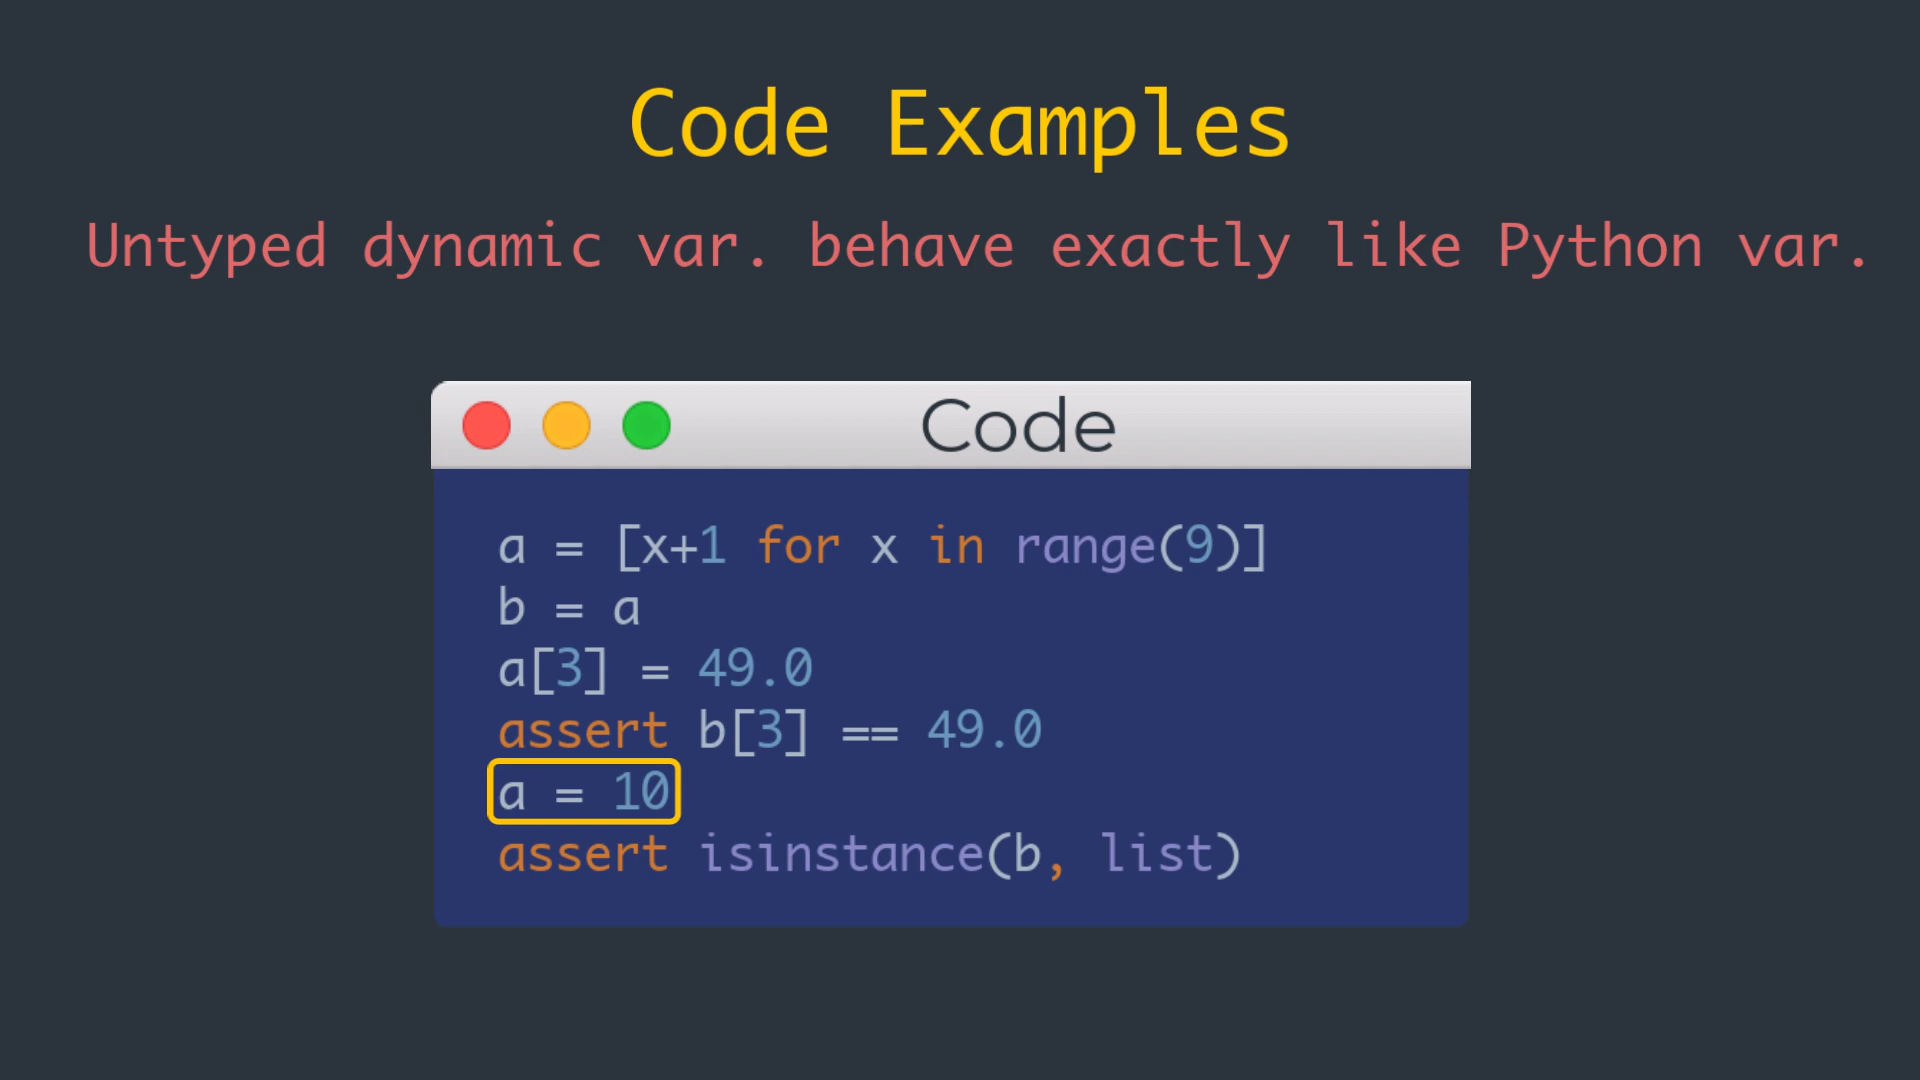 Code Examples
Untyped dynamic var. behave exactly like Python var.
Code
a = [x+1 for x in range(9)]
b = a
a[3] = 49.0
assert b[3] == 49.0
a = 10
assert isinstance(b, list)